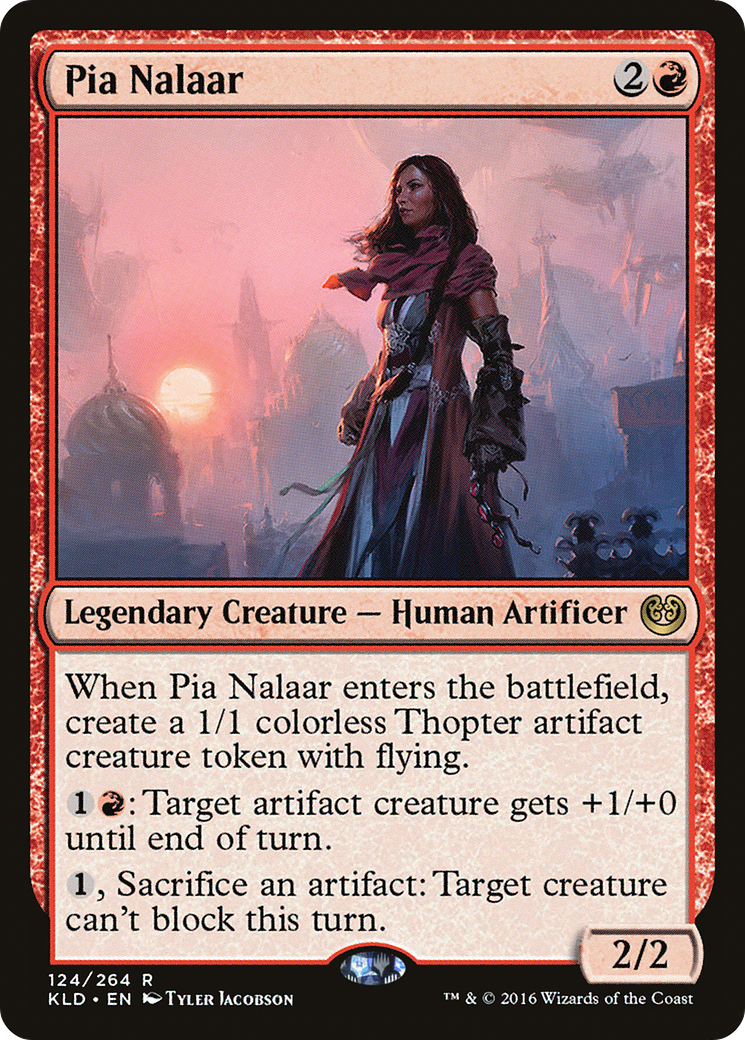 Pia Nalaar 2
Legendary Creature — Human Artificer
When Pia Nalaar enters the battlefield,
create a 1/1 colorless Thopter artifact
creature token with flying.
1 : Target artifact creature gets +1/+0
until end of turn.
1, Sacrifice an artifact: Target creature
can't block this turn.
2/2
124/264 R
KLD • EN Tyler Jacobson
™ & © 2016 Wizards of the Coast